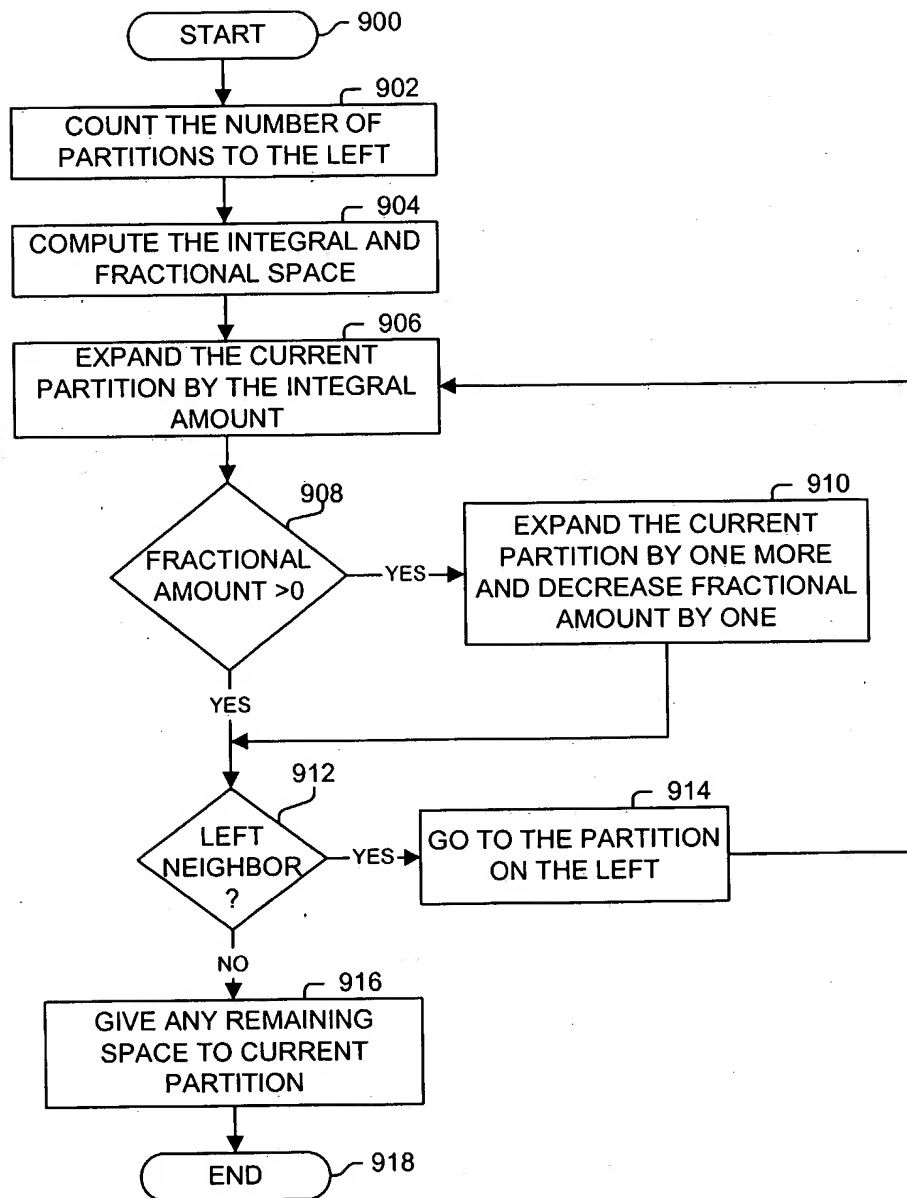 START
900
902
COUNT THE NUMBER OF
PARTITIONS TO THE LEFT
904
COMPUTE THE INTEGRAL AND
FRACTIONAL SPACE
906
EXPAND THE CURRENT
PARTITION BY THE INTEGRAL
AMOUNT
908
FRACTIONAL
AMOUNT >0
YES
910
EXPAND THE CURRENT
PARTITION BY ONE MORE
AND DECREASE FRACTIONAL
AMOUNT BY ONE
YES
912
LEFT
NEIGHBOR
?
YES
914
GO TO THE PARTITION
ON THE LEFT
NO
916
GIVE ANY REMAINING
SPACE TO CURRENT
PARTITION
END
918